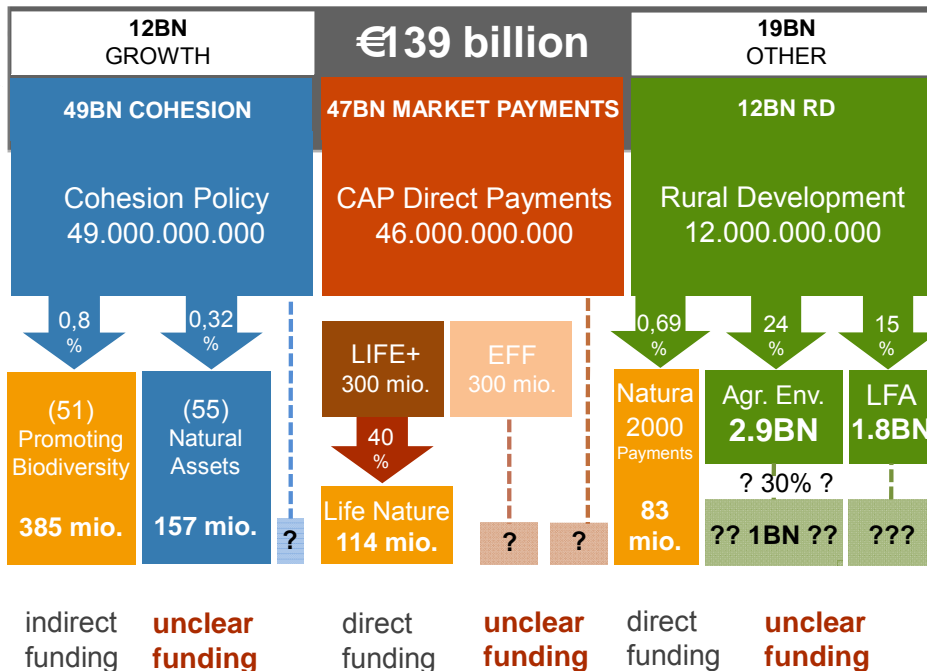 12BN
GROWTH
€139 billion
19BN
OTHER
49BN COHESION
47BN MARKET PAYMENTS
12BN RD
Cohesion Policy
49.000.000.000
CAP Direct Payments
46.000.000.000
Rural Development
12.000.000.000
0,8
%
0,32
%
0,69
%
24
%
15
%
LIFE+
300 mio.
EFF
300 mio.
40
%
(51)
Promoting
Biodiversity
385 mio.
(55)
Natural
Assets
157 mio.
?
Life Nature
114 mio.
?
?
Natura
2000
Payments
83
mio.
Agr. Env.
2.9BN
LFA
1.8BN
? 30% ?
?? 1BN ??
???
indirect
funding
unclear
funding
direct
funding
unclear
funding
direct
funding
unclear
funding